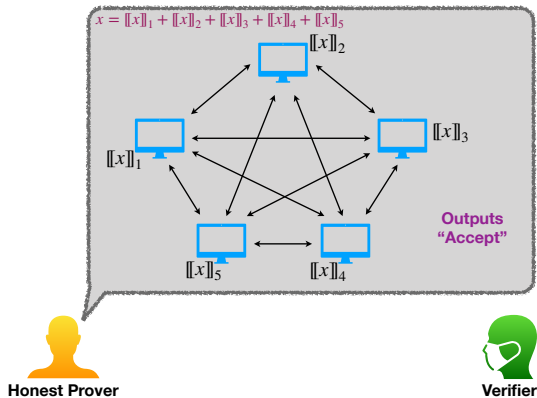 x = ⟦x⟧₁ + ⟦x⟧₂ + ⟦x⟧₃ + ⟦x⟧₄ + ⟦x⟧₅
⟦x⟧₂
⟦x⟧₃
⟦x⟧₁
Outputs
“Accept”
⟦x⟧₅
⟦x⟧₄
Honest Prover
Verifier